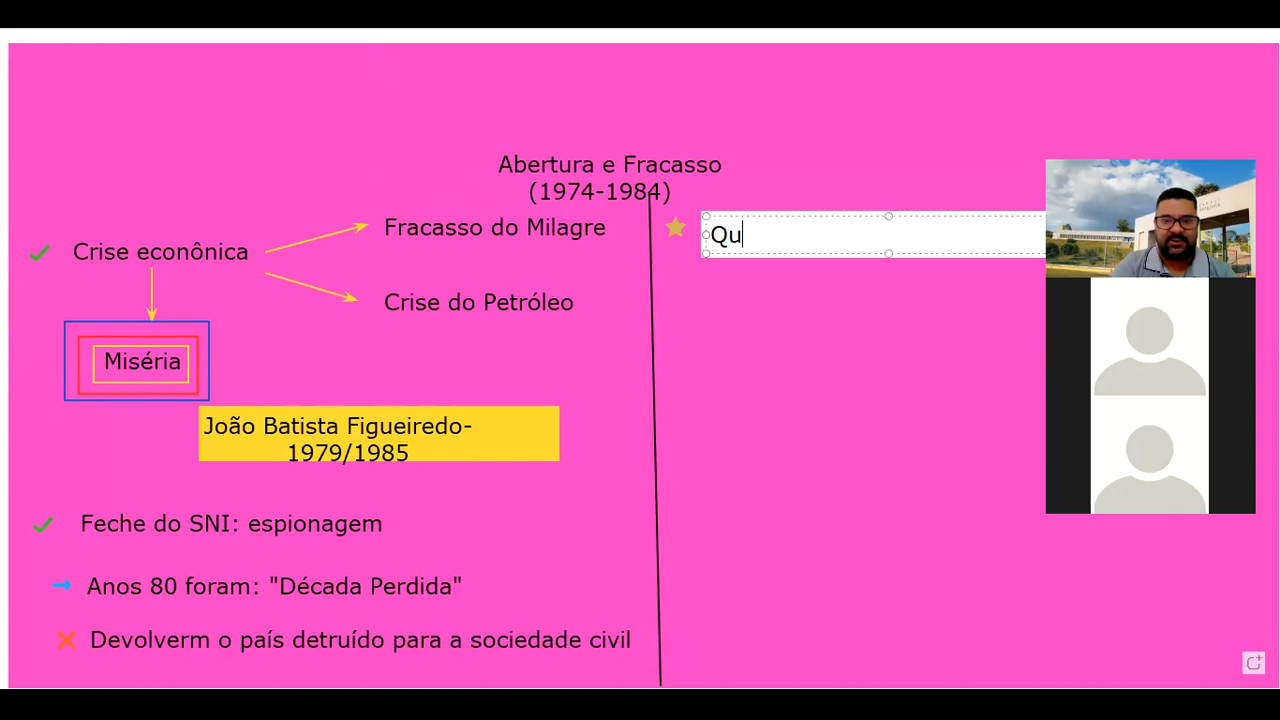 Abertura e Fracasso
(1974-1984)
Crise econônica
Fracasso do Milagre
Crise do Petróleo
Miséria
João Batista Figueiredo-
1979/1985
Feche do SNI: espionagem
Anos 80 foram: "Década Perdida"
Devolverm o país detruído para a sociedade civil
Qu